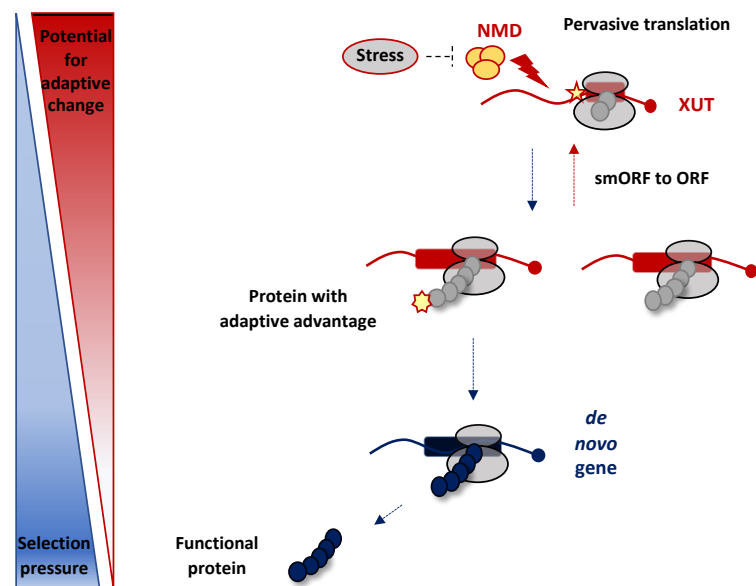 Potential
for
adaptive
change
NMD
Pervasive translation
Stress
XUT
smORF to ORF
Protein with
adaptive advantage
de
novo
gene
Selection
pressure
Functional
protein